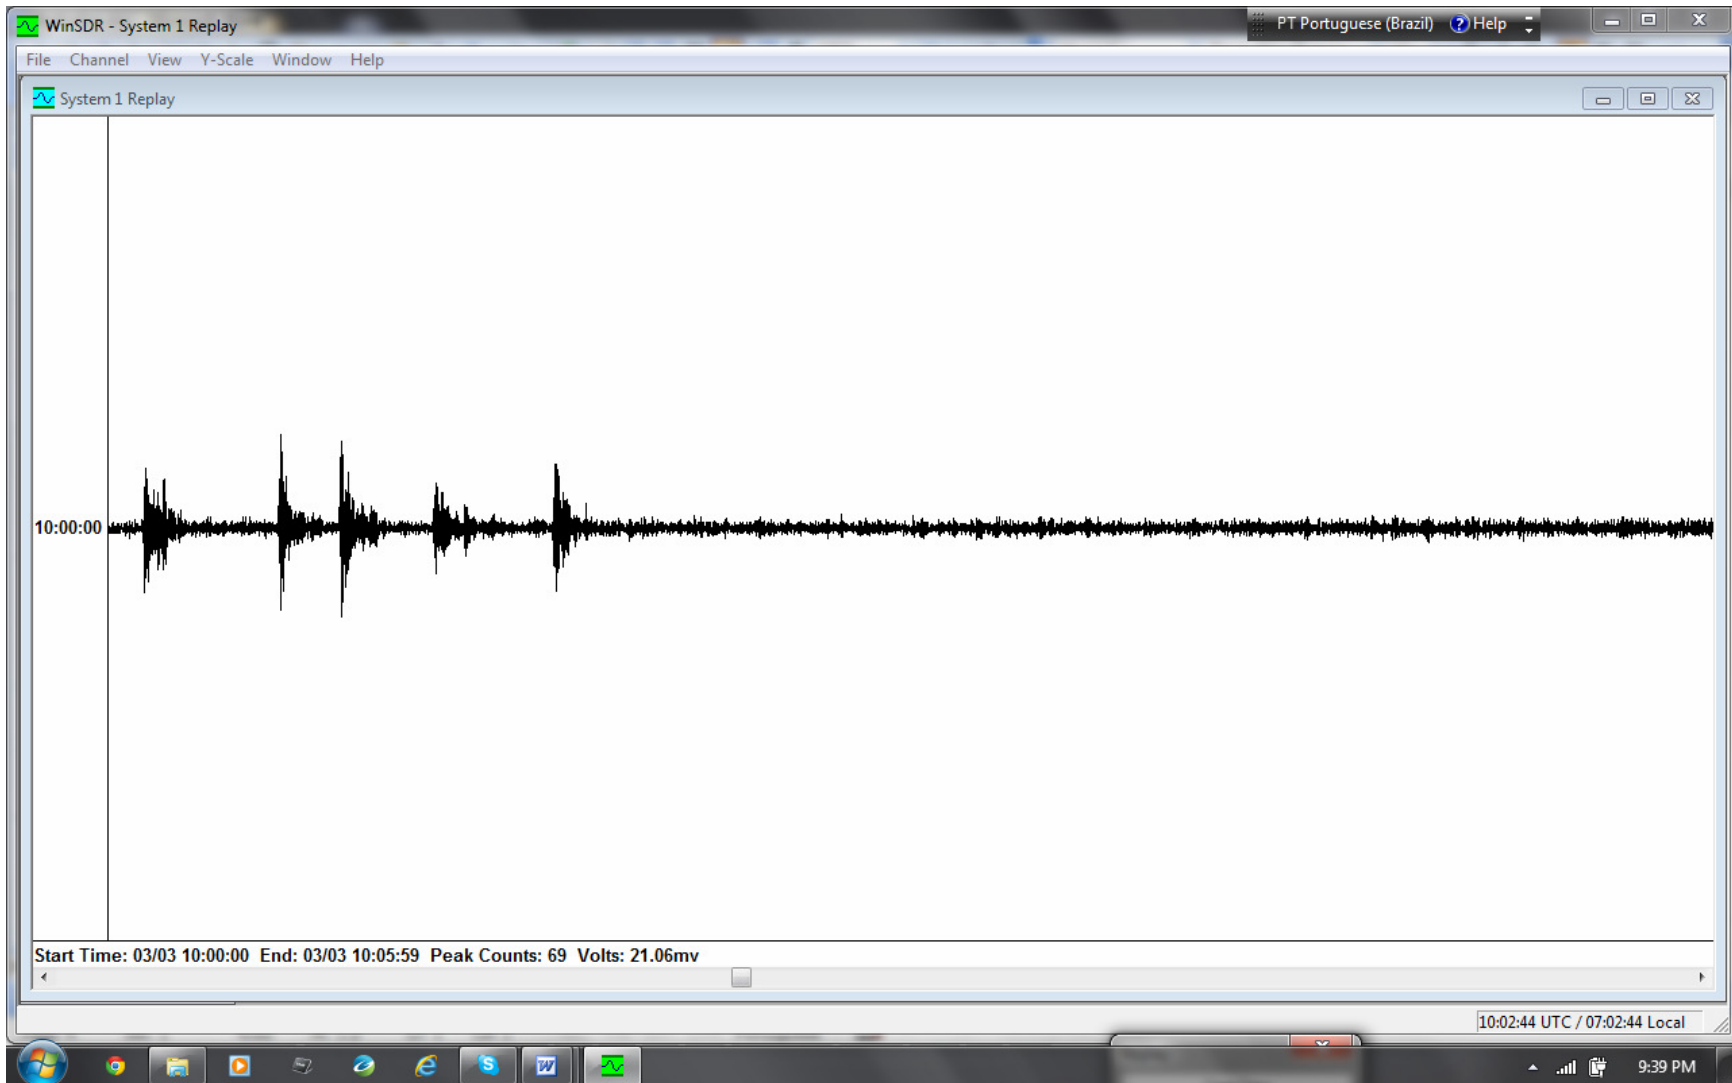 WinSDR - System 1 Replay
PT Portuguese (Brazil) ? Help
File Channel View Y-Scale Window Help
System 1 Replay
10:00:00
Start Time: 03/03 10:00:00 End: 03/03 10:05:59 Peak Counts: 69 Volts: 21.06mv
10:02:44 UTC / 07:02:44 Local
9:39 PM